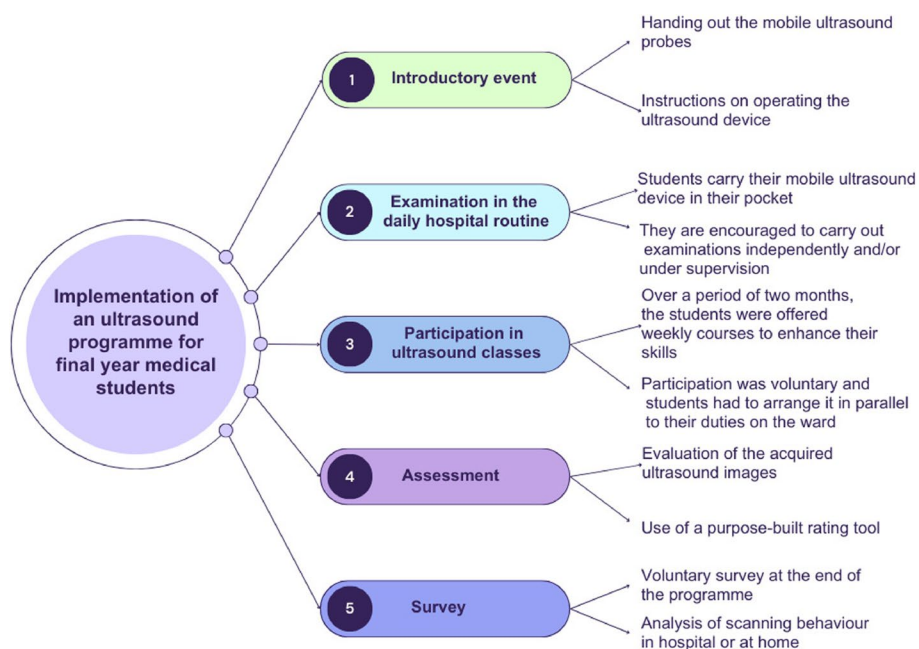 Implementation of
an ultrasound
programme for
final year medical
students
1
Introductory event
Handing out the mobile ultrasound
probes
Instructions on operating the
ultrasound device
2
Examination in the
daily hospital routine
Students carry their mobile ultrasound
device in their pocket
They are encouraged to carry out
examinations independently and/or
under supervision
3
Participation in
ultrasound classes
Over a period of two months,
the students were offered
weekly courses to enhance their
skills
Participation was voluntary and
students had to arrange it in parallel
to their duties on the ward
4
Assessment
Evaluation of the acquired
ultrasound images
Use of a purpose-built rating tool
5
Survey
Voluntary survey at the end of
the programme
Analysis of scanning behaviour
in hospital or at home